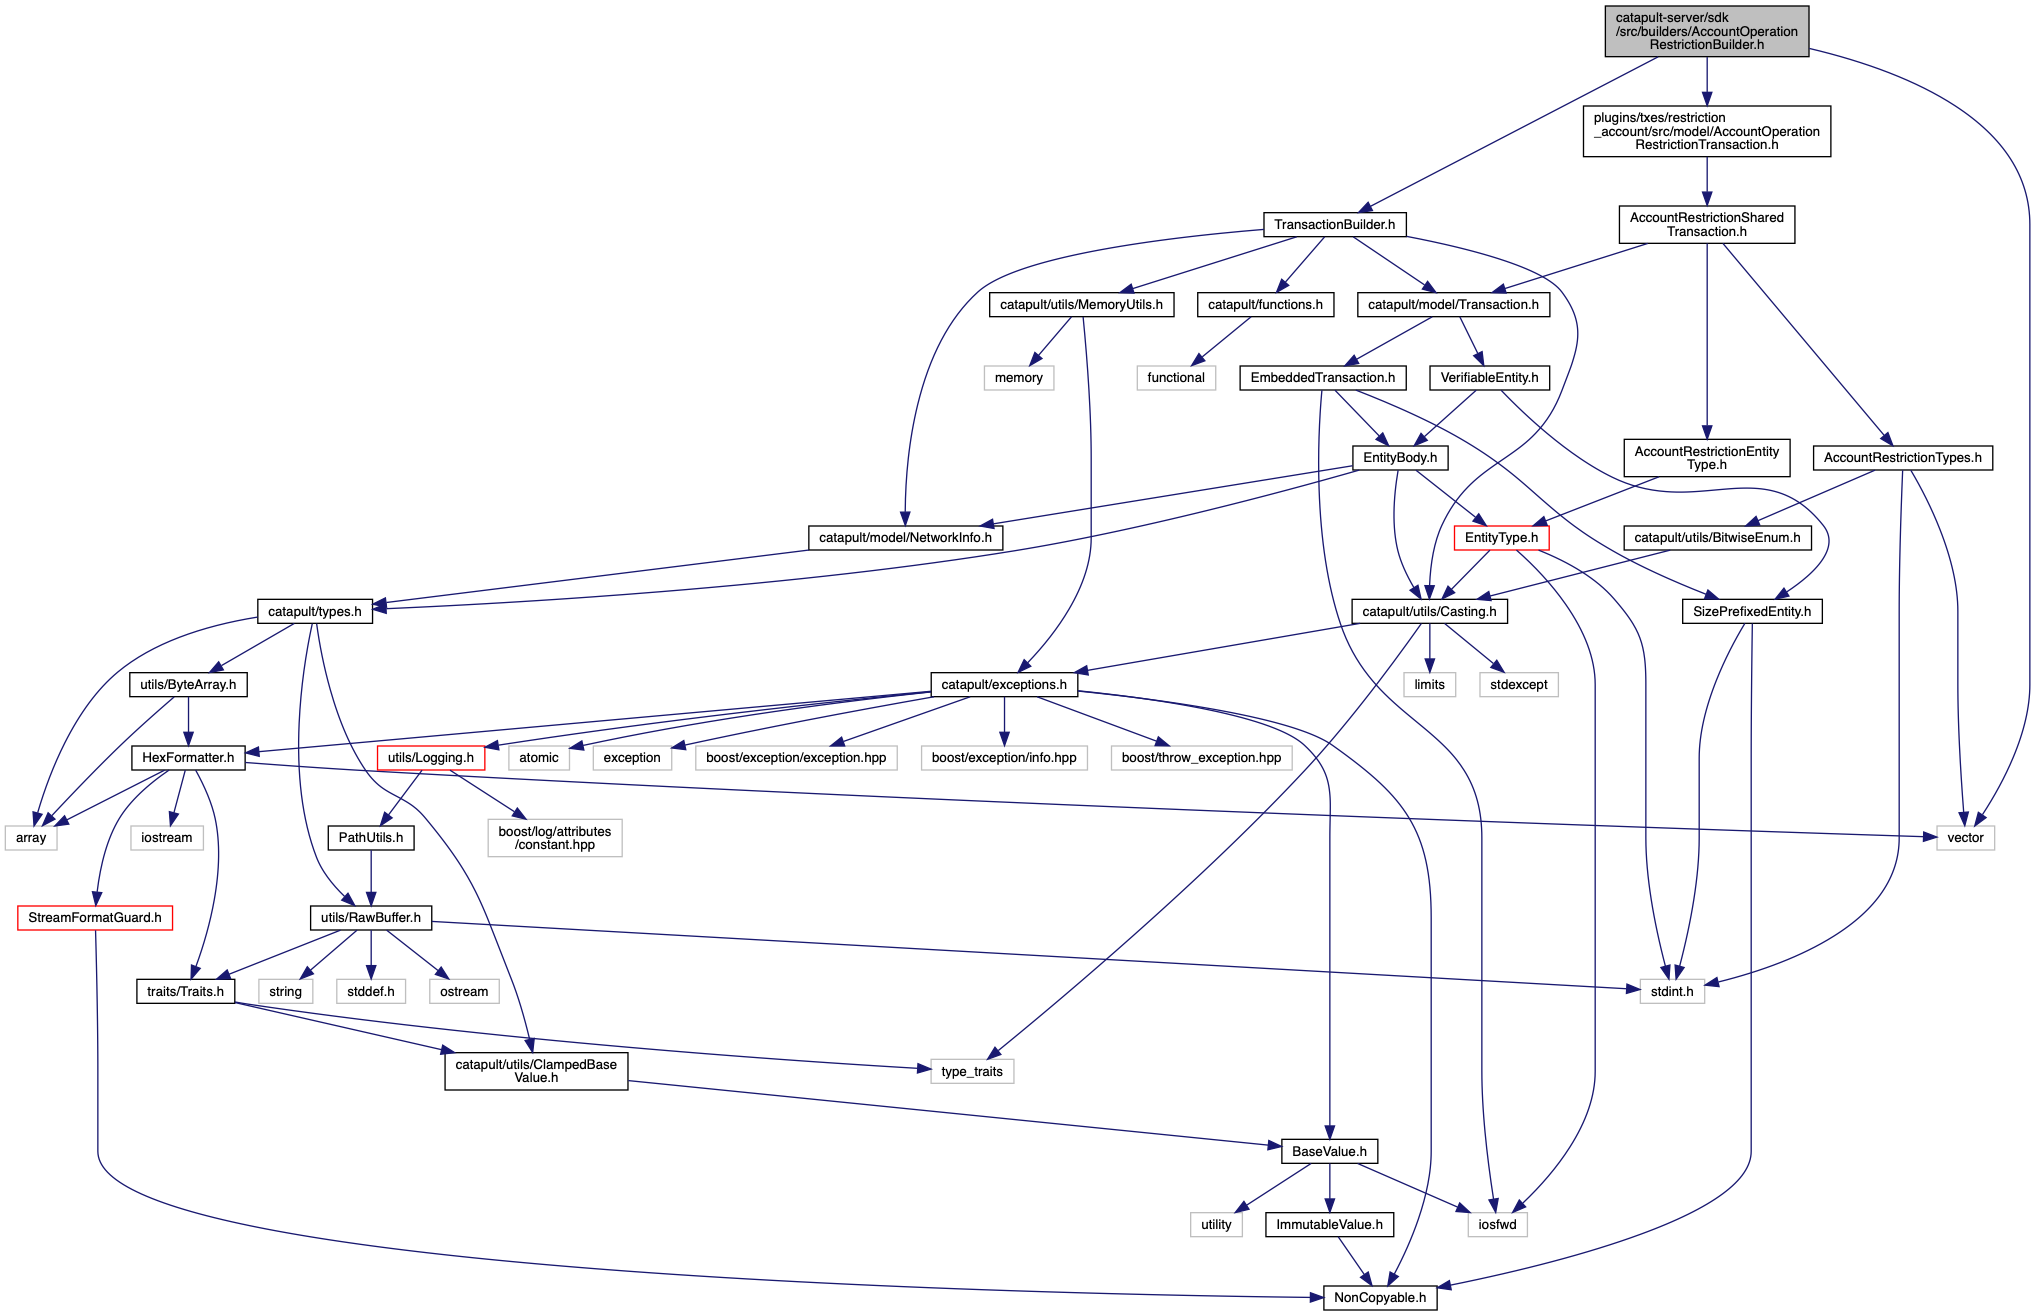 catapult-server/sdk
/src/builders/AccountOperation
RestrictionBuilder.h
plugins/txes/restriction
_account/src/model/AccountOperation
RestrictionTransaction.h
TransactionBuilder.h
AccountRestrictionShared
Transaction.h
catapult/utils/MemoryUtils.h
catapult/functions.h
catapult/model/Transaction.h
memory
functional
EmbeddedTransaction.h
VerifiableEntity.h
EntityBody.h
AccountRestrictionEntity
Type.h
AccountRestrictionTypes.h
catapult/model/NetworkInfo.h
EntityType.h
catapult/utils/BitwiseEnum.h
catapult/types.h
catapult/utils/Casting.h
SizePrefixedEntity.h
utils/ByteArray.h
catapult/exceptions.h
limits
stdexcept
HexFormatter.h
utils/Logging.h
atomic
exception
boost/exception/exception.hpp
boost/exception/info.hpp
boost/throw_exception.hpp
array
iostream
PathUtils.h
boost/log/attributes
/constant.hpp
vector
StreamFormatGuard.h
utils/RawBuffer.h
traits/Traits.h
string
stddef.h
ostream
stdint.h
catapult/utils/ClampedBase
Value.h
type_traits
BaseValue.h
utility
ImmutableValue.h
iosfwd
NonCopyable.h